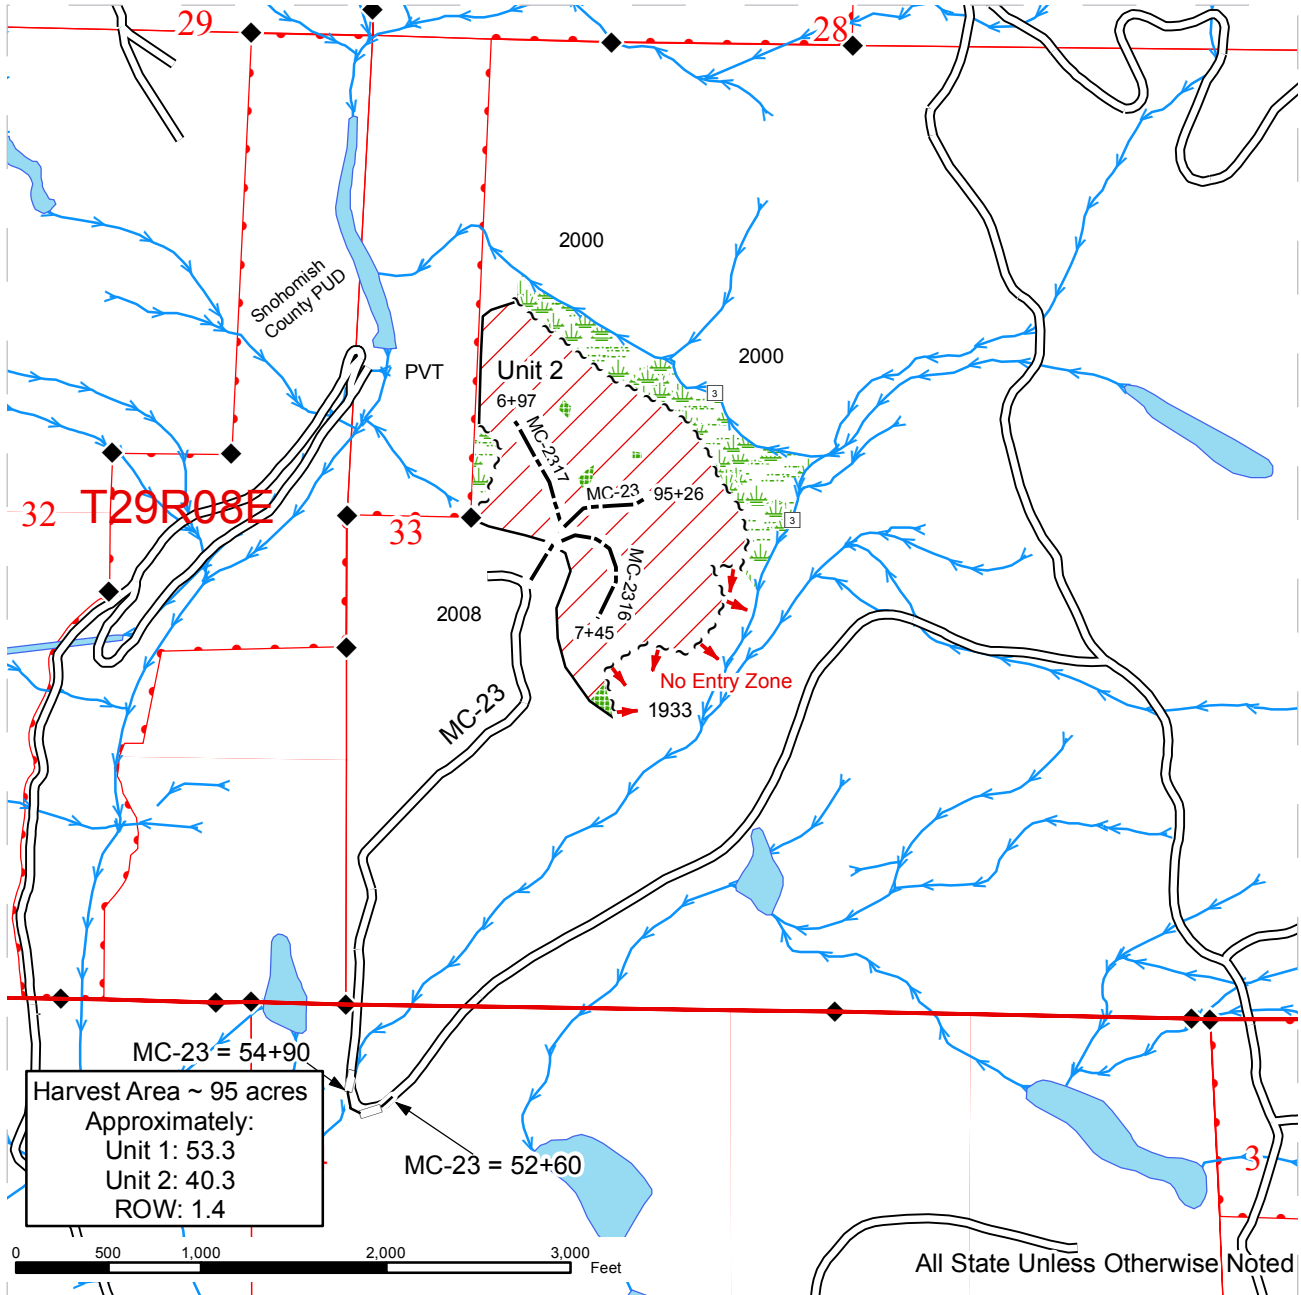 29
28
2000
Snohomish
County PUD
2000
PVT
Unit 2
3
6+97
MC-2317
MC-23
95+26
32
T29R08E
33
3
MC-2316
2008
7+45
No Entry Zone
1933
MC-23
MC-23 = 54+90
Harvest Area ~ 95 acres
Approximately:
Unit 1: 53.3
Unit 2: 40.3
ROW: 1.4
MC-23 = 52+60
3
0 500 1,000 2,000 3,000
Feet
All State Unless Otherwise Noted